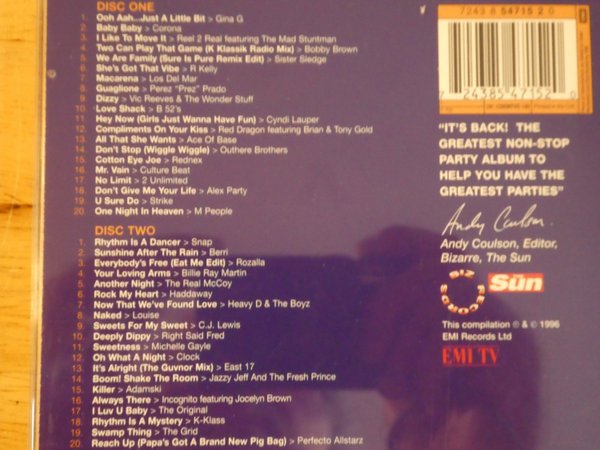 DISC ONE
1. Ooh Aah...Just A Little Bit > Gina G
2. Baby Baby > Corona
3. I Like To Move It > Reel 2 Real featuring The Mad Stuntman
4. Two Can Play That Game (K Klassik Radio Mix) > Bobby Brown
5. We Are Family (Sure Is Pure Remix Edit) > Sister Sledge
6. She's Got That Vibe > R Kelly
7. Macarena > Los Del Mar
8. Guaglione > Perez "Prez" Prado
9. Dizzy > Vic Reeves & The Wonder Stuff
10. Love Shack > B 52's
11. Hey Now (Girls Just Wanna Have Fun) > Cyndi Lauper
12. Compliments On Your Kiss > Red Dragon featuring Brian & Tony Gold
13. All That She Wants > Ace Of Base
14. Don't Stop (Wiggle Wiggle) > Outhere Brothers
15. Cotton Eye Joe > Rednex
16. Mr. Vain > Culture Beat
17. No Limit > 2 Unlimited
18. Don't Give Me Your Life > Alex Party
19. U Sure Do > Strike
20. One Night In Heaven > M People
DISC TWO
1. Rhythm Is A Dancer > Snap
2. Sunshine After The Rain > Berri
3. Everybody's Free (Eat Me Edit) > Rozalla
4. Your Loving Arms > Billie Ray Martin
5. Another Night > The Real McCoy
6. Rock My Heart > Haddaway
7. Now That We've Found Love > Heavy D & The Boyz
8. Naked > Louise
9. Sweets For My Sweet > C.J. Lewis
10. Deeply Dippy > Right Said Fred
11. Sweetness > Michelle Gayle
12. Oh What A Night > Clock
13. It's Alright (The Guvnor Mix) > East 17
14. Boom! Shake The Room > Jazzy Jeff And The Fresh Prince
15. Killer > Adamski
16. Always There > Incognito featuring Jocelyn Brown
17. I Luv U Baby > The Original
18. Rhythm Is A Mystery > K-Klass
19. Swamp Thing > The Grid
20. Reach Up (Papa's Got A Brand New Pig Bag) > Perfecto Allstarz
7243 8 54715 2 0
7 24385 47152 0
"IT'S BACK! THE
GREATEST NON-STOP
PARTY ALBUM TO
HELP YOU HAVE THE
GREATEST PARTIES"
Andy Coulson
Andy Coulson, Editor,
Bizarre, The Sun
THE Sun
This compilation ℗ & © 1996
EMI Records Ltd
EMI TV